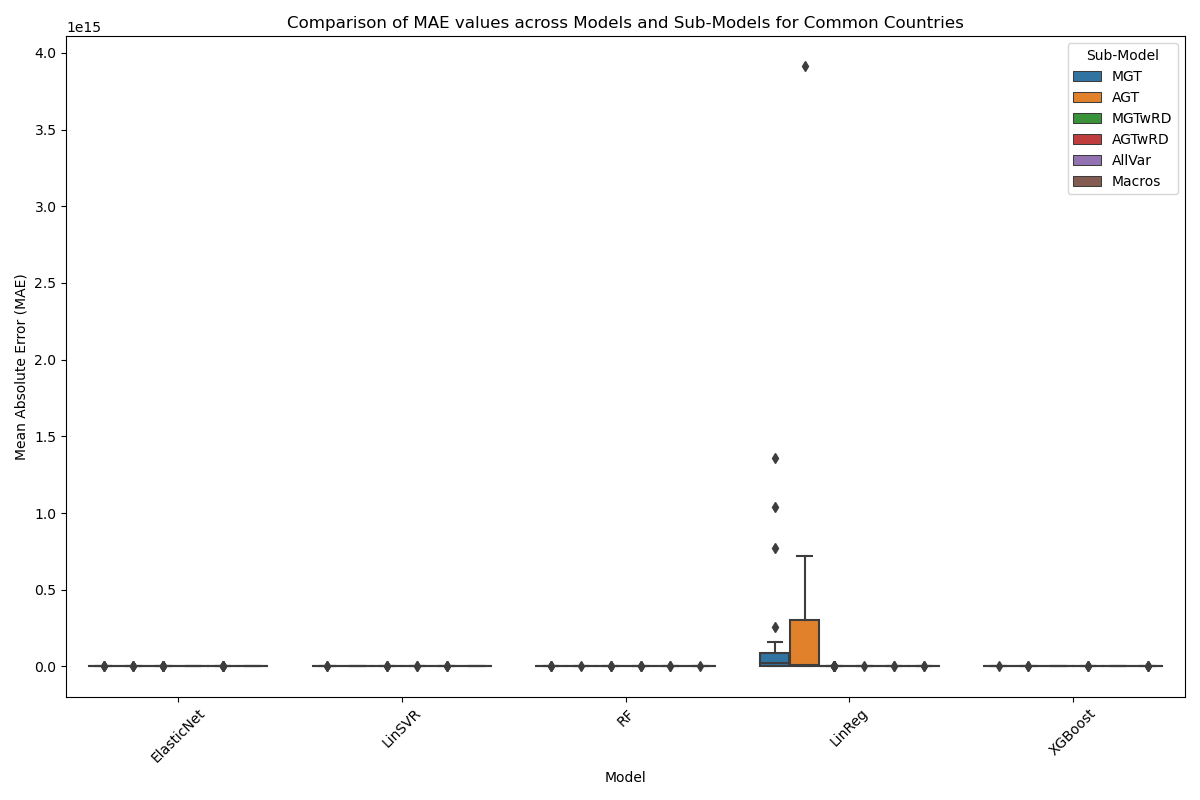 Comparison of MAE values across Models and Sub-Models for Common Countries
1e15
4.0
3.5
3.0
2.5
2.0
1.5
1.0
0.5
0.0
Mean Absolute Error (MAE)
Sub-Model
MGT
AGT
MGTwRD
AGTwRD
AllVar
Macros
ElasticNet
LinSVR
RF
LinReg
XGBoost
Model